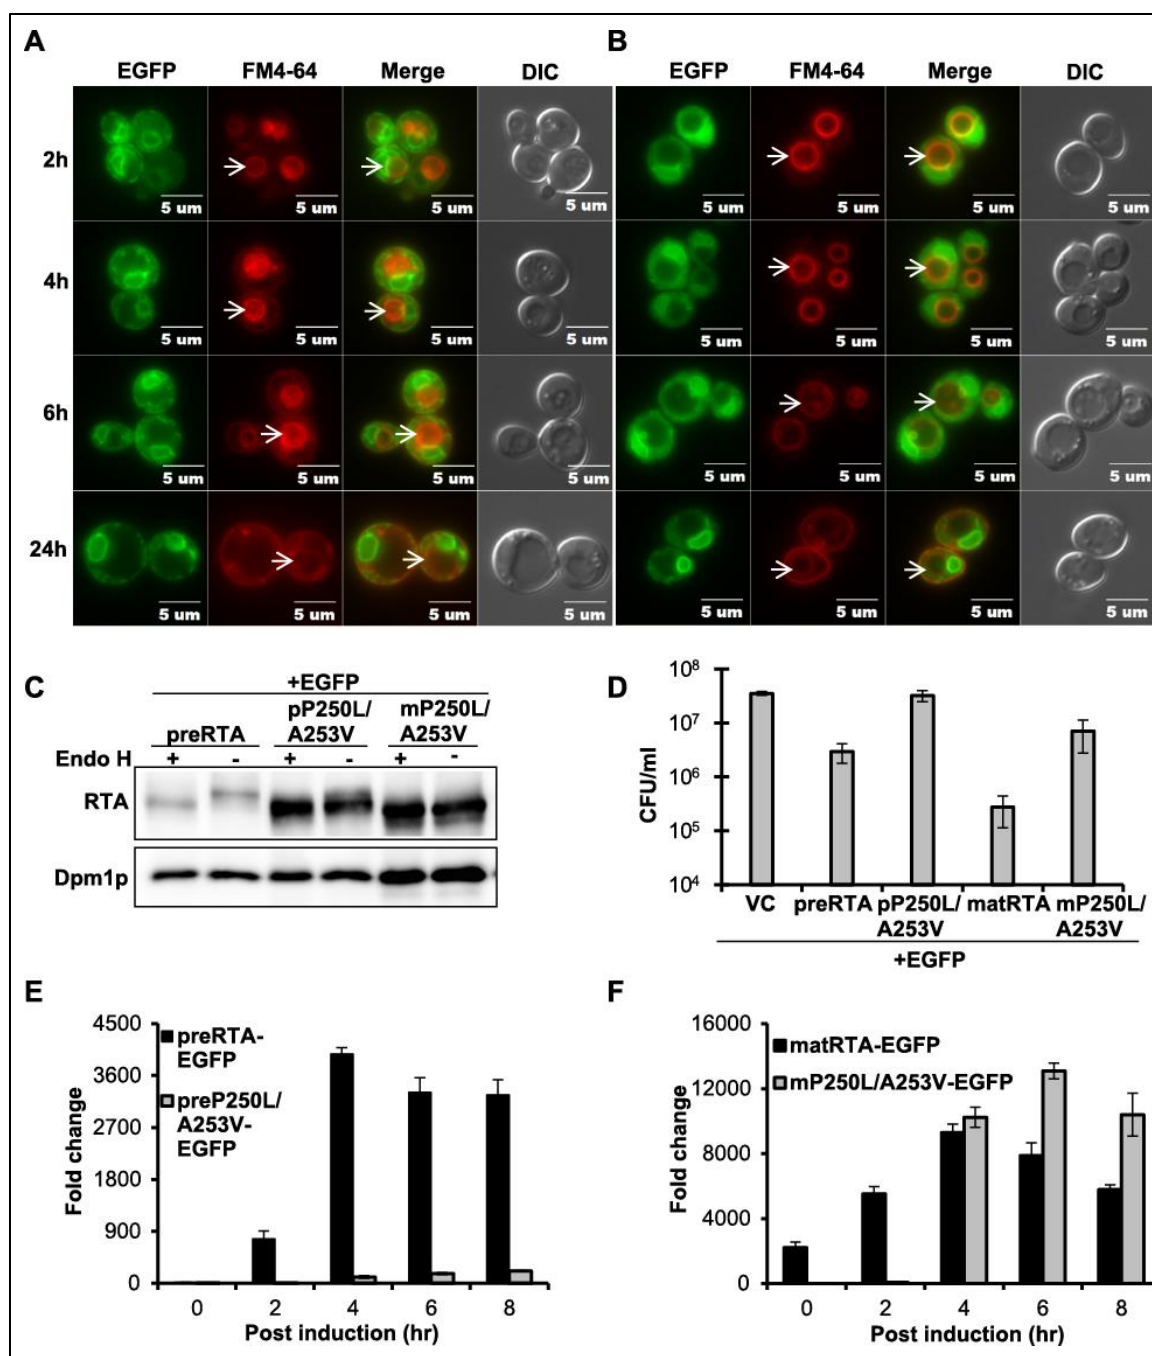 A
B
EGFP FM4-64 Merge DIC
EGFP FM4-64 Merge DIC
2h
5 um 5 um 5 um 5 um
5 um 5 um 5 um 5 um
4h
5 um 5 um 5 um 5 um
5 um 5 um 5 um 5 um
6h
5 um 5 um 5 um 5 um
5 um 5 um 5 um 5 um
24h
5 um 5 um 5 um 5 um
5 um 5 um 5 um 5 um
C
+EGFP
preRTA
pP250L/
A253V
mP250L/
A253V
Endo H + - + - + -
RTA
Dpm1p
D
CFU/ml
10⁸
10⁷
10⁶
10⁵
10⁴
VC preRTA pP250L/
A253V
matRTA mP250L/
A253V
+EGFP
E
Fold change
4500
3600
2700
1800
900
0
preRTA-
EGFP
preP250L/
A253V-
EGFP
0 2 4 6 8
Post induction (hr)
F
Fold change
16000
12000
8000
4000
0
matRTA-EGFP
mP250L/A253V-EGFP
0 2 4 6 8
Post induction (hr)